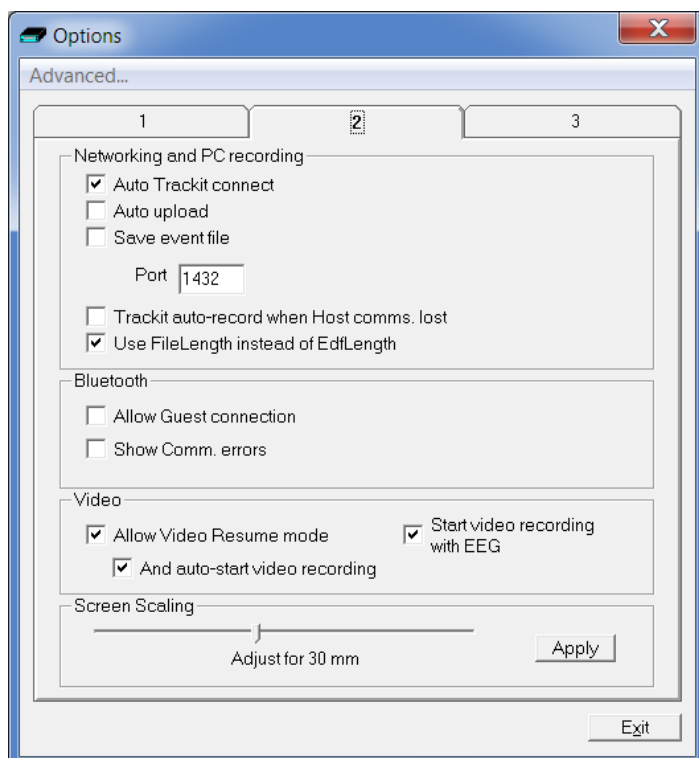 Options
Advanced...
1 2 3
Networking and PC recording
Auto Trackit connect
Auto upload
Save event file
Port 1432
Trackit auto-record when Host comms. lost
Use FileLength instead of EdfLength
Bluetooth
Allow Guest connection
Show Comm. errors
Video
Allow Video Resume mode
Start video recording
with EEG
And auto-start video recording
Screen Scaling
Adjust for 30 mm
Apply
Exit